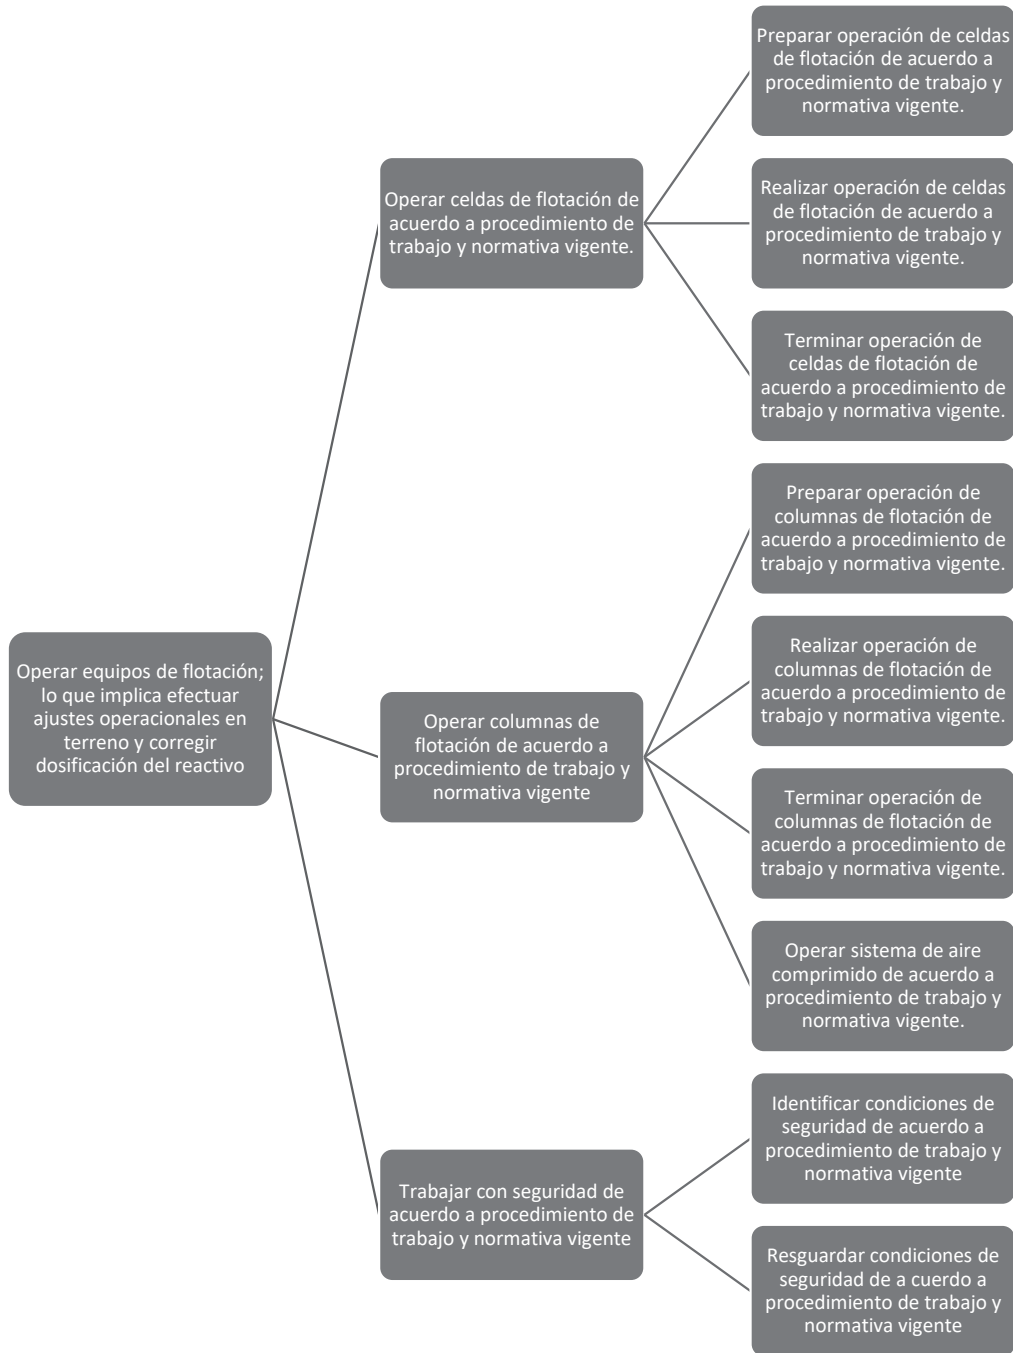 Operar equipos de flotación;
lo que implica efectuar
ajustes operacionales en
terreno y corregir
dosificación del reactivo
Operar celdas de flotación de
acuerdo a procedimiento de
trabajo y normativa vigente.
Preparar operación de celdas
de flotación de acuerdo a
procedimiento de trabajo y
normativa vigente.
Realizar operación de celdas
de flotación de acuerdo a
procedimiento de trabajo y
normativa vigente.
Terminar operación de
celdas de flotación de
acuerdo a procedimiento de
trabajo y normativa vigente.
Operar columnas de
flotación de acuerdo a
procedimiento de trabajo y
normativa vigente
Preparar operación de
columnas de flotación de
acuerdo a procedimiento de
trabajo y normativa vigente.
Realizar operación de
columnas de flotación de
acuerdo a procedimiento de
trabajo y normativa vigente.
Terminar operación de
columnas de flotación de
acuerdo a procedimiento de
trabajo y normativa vigente.
Operar sistema de aire
comprimido de acuerdo a
procedimiento de trabajo y
normativa vigente.
Trabajar con seguridad de
acuerdo a procedimiento de
trabajo y normativa vigente
Identificar condiciones de
seguridad de acuerdo a
procedimiento de trabajo y
normativa vigente
Resguardar condiciones de
seguridad de a cuerdo a
procedimiento de trabajo y
normativa vigente